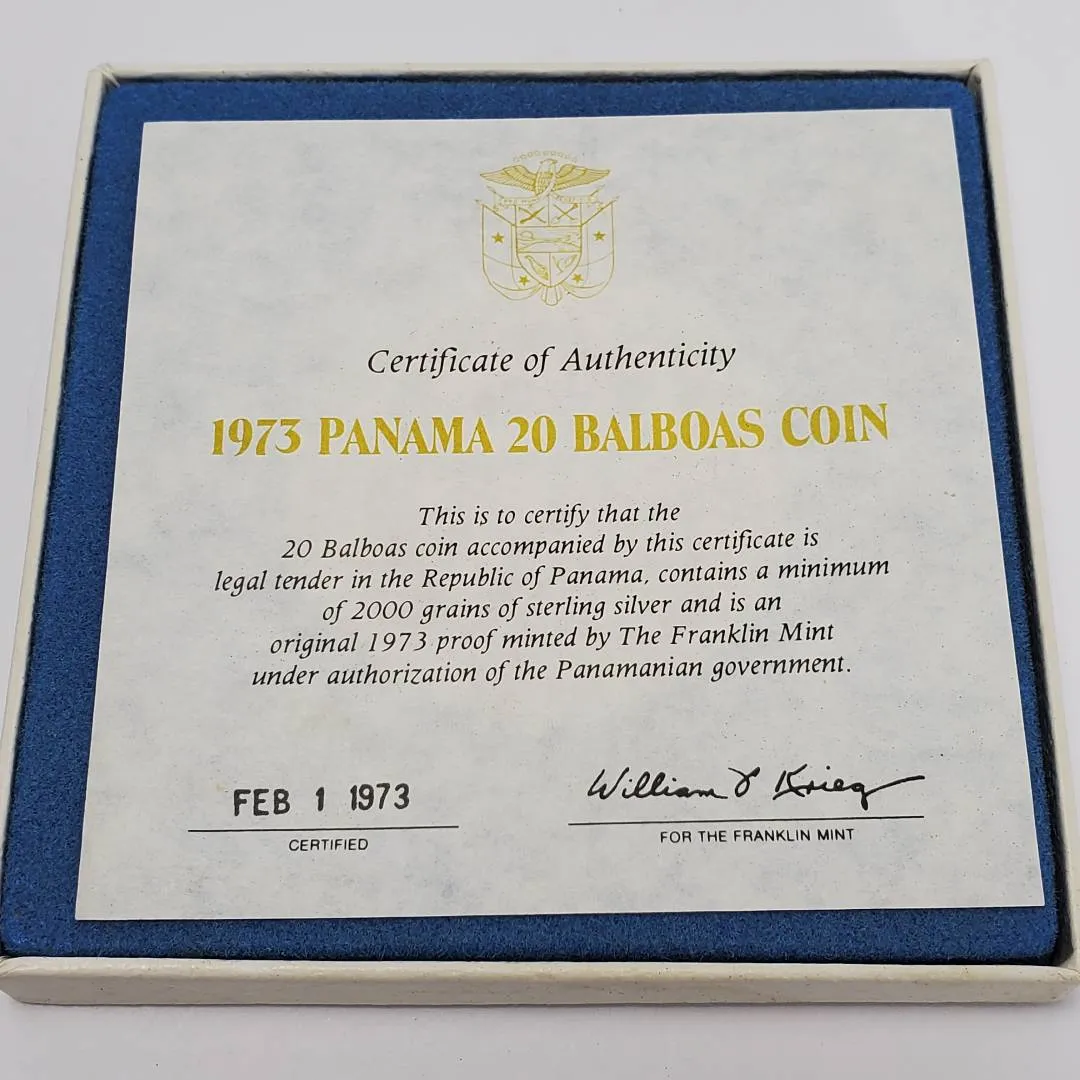 Certificate of Authenticity
1973 PANAMA 20 BALBOAS COIN
This is to certify that the
20 Balboas coin accompanied by this certificate is
legal tender in the Republic of Panama, contains a minimum
of 2000 grains of sterling silver and is an
original 1973 proof minted by The Franklin Mint
under authorization of the Panamanian government.
FEB 1 1973
William Krieg
CERTIFIED
FOR THE FRANKLIN MINT